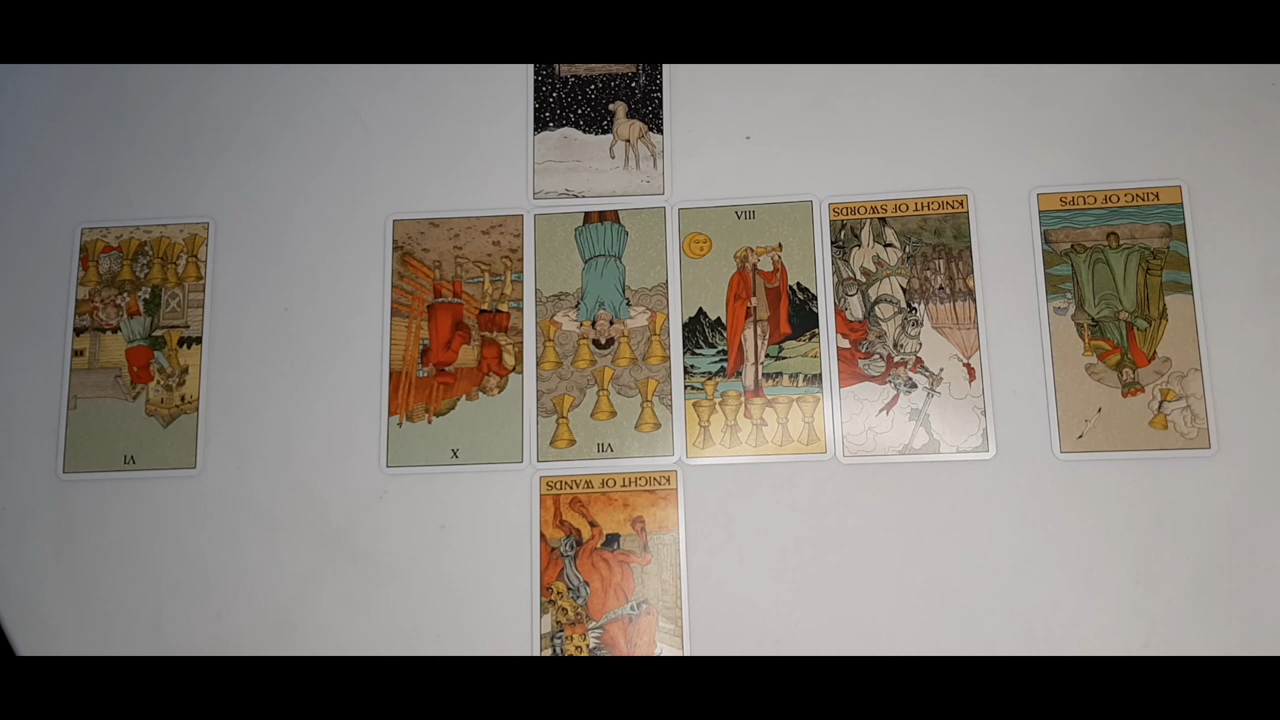 KING OF CUPS
KNIGHT OF SWORDS
VIII
VII
X
VI
KNIGHT OF WANDS